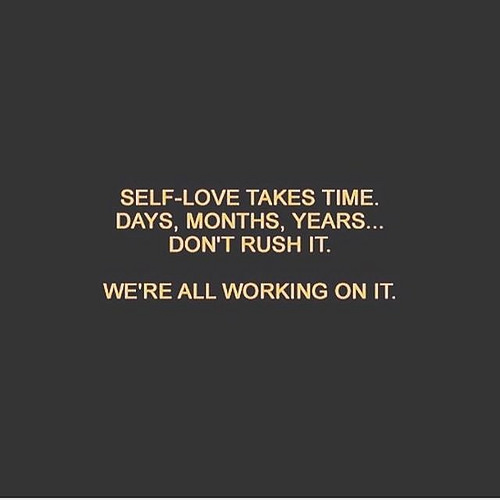 SELF-LOVE TAKES TIME.
DAYS, MONTHS, YEARS...
DON'T RUSH IT.
WE'RE ALL WORKING ON IT.